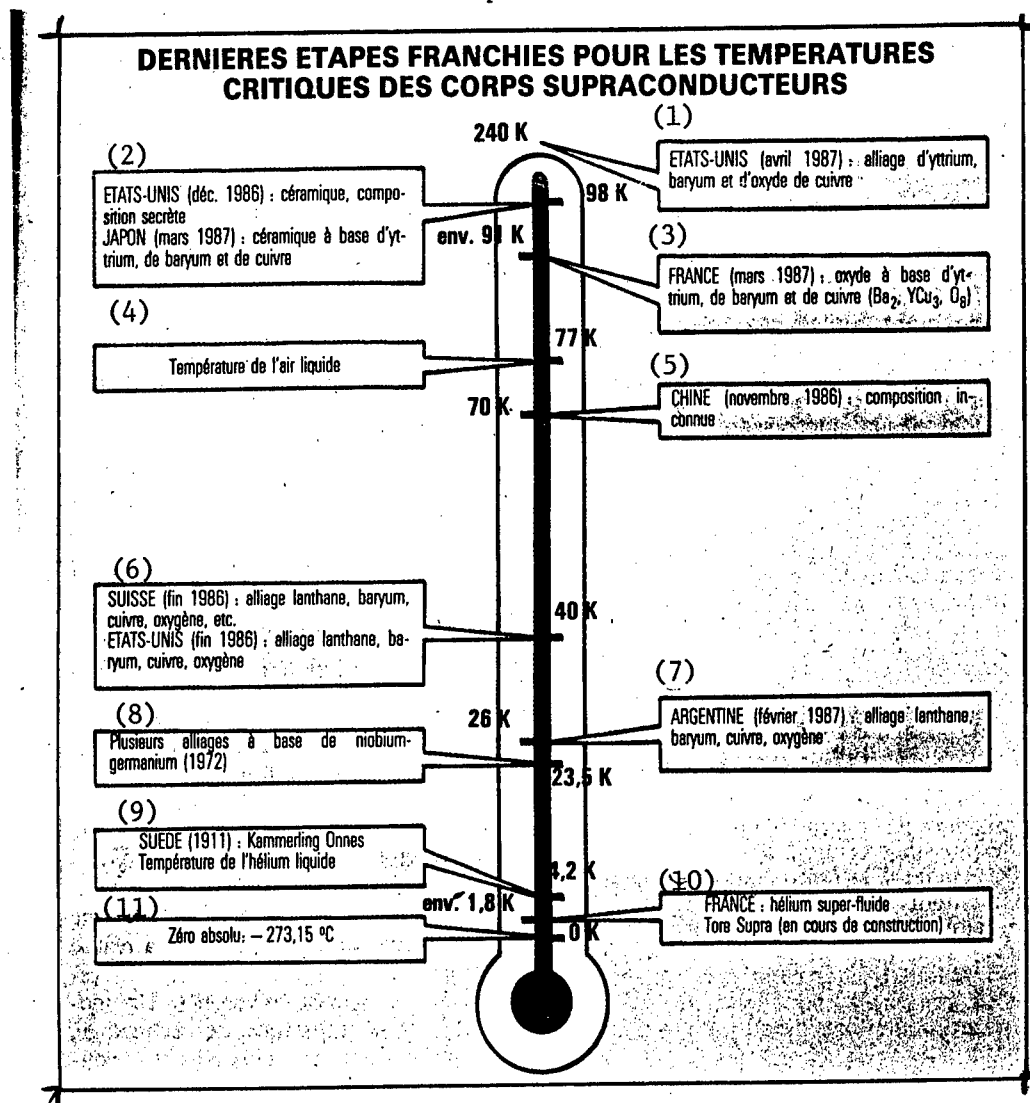 DERNIERES ETAPES FRANCHIES POUR LES TEMPERATURES
CRITIQUES DES CORPS SUPRACONDUCTEURS
240 K
(1)
ETATS-UNIS (avril 1987) : alliage d'yttrium,
baryum et d'oxyde de cuivre
(2)
ETATS-UNIS (déc. 1986) : céramique, compo-
sition secrète
JAPON (mars 1987) : céramique à base d'yt-
trium, de baryum et de cuivre
98 K
env. 91 K
(3)
FRANCE (mars 1987) : oxyde à base d'yt-
trium, de baryum et de cuivre (Ba₂, YCu₃, O₈)
(4)
Température de l'air liquide
77 K
(5)
CHINE (novembre 1986) : composition in-
connue
70 K
(6)
SUISSE (fin 1986) : alliage lanthane, baryum,
cuivre, oxygène, etc.
ETATS-UNIS (fin 1986) : alliage lanthane, ba-
ryum, cuivre, oxygène
40 K
(7)
ARGENTINE (février 1987) : alliage lanthane,
baryum, cuivre, oxygène
26 K
(8)
Plusieurs alliages à base de niobium-
germanium (1972)
23,5 K
(9)
SUEDE (1911) : Kammerling Onnes
Température de l'hélium liquide
4,2 K
(10)
FRANCE : hélium super-fluide
Tore Supra (en cours de construction)
env. 1,8 K
(11)
Zéro absolu: – 273,15 ºC
0 K